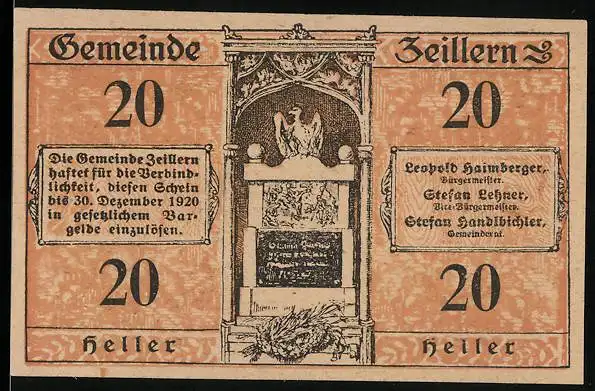 Gemeinde Zeillern
20 20
Die Gemeinde Zeillern
haftet für die Verbind-
lichkeit, diesen Schein
bis 30. Dezember 1920
in gesetzlichem Bar-
gelde einzulösen.
Leopold Haimberger,
Bürgermeister.
Stefan Lehner,
Vice-Bürgermeister.
Stefan Handlbichler,
Gemeinderat.
20 20
Heller Heller